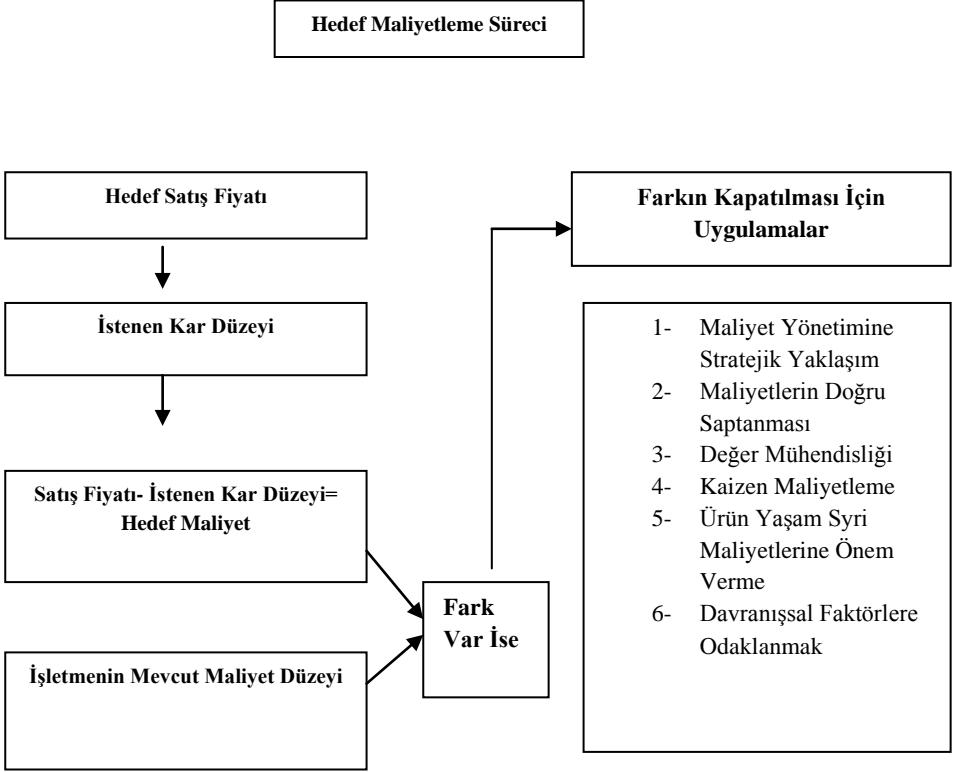 Hedef Maliyetleme Süreci
Hedef Satış Fiyatı
İstenen Kar Düzeyi
Satış Fiyatı- İstenen Kar Düzeyi=
Hedef Maliyet
İşletmenin Mevcut Maliyet Düzeyi
Fark
Var İse
Farkın Kapatılması İçin
Uygulamalar
1- Maliyet Yönetimine
Stratejik Yaklaşım
2- Maliyetlerin Doğru
Saptanması
3- Değer Mühendisliği
4- Kaizen Maliyetleme
5- Ürün Yaşam Syri
Maliyetlerine Önem
Verme
6- Davranışsal Faktörlere
Odaklanmak